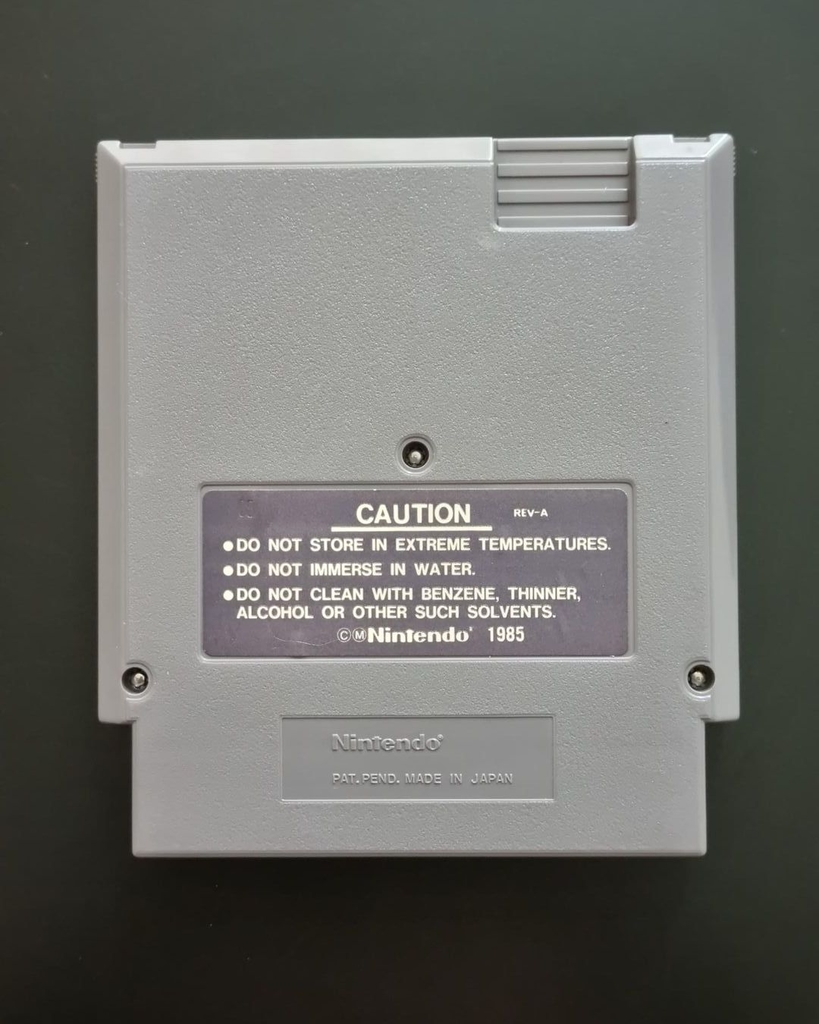 CAUTION REV-A
●DO NOT STORE IN EXTREME TEMPERATURES.
●DO NOT IMMERSE IN WATER.
●DO NOT CLEAN WITH BENZENE, THINNER,
ALCOHOL OR OTHER SUCH SOLVENTS.
ⒸⓂNintendo® 1985
Nintendo®
PAT. PEND. MADE IN JAPAN